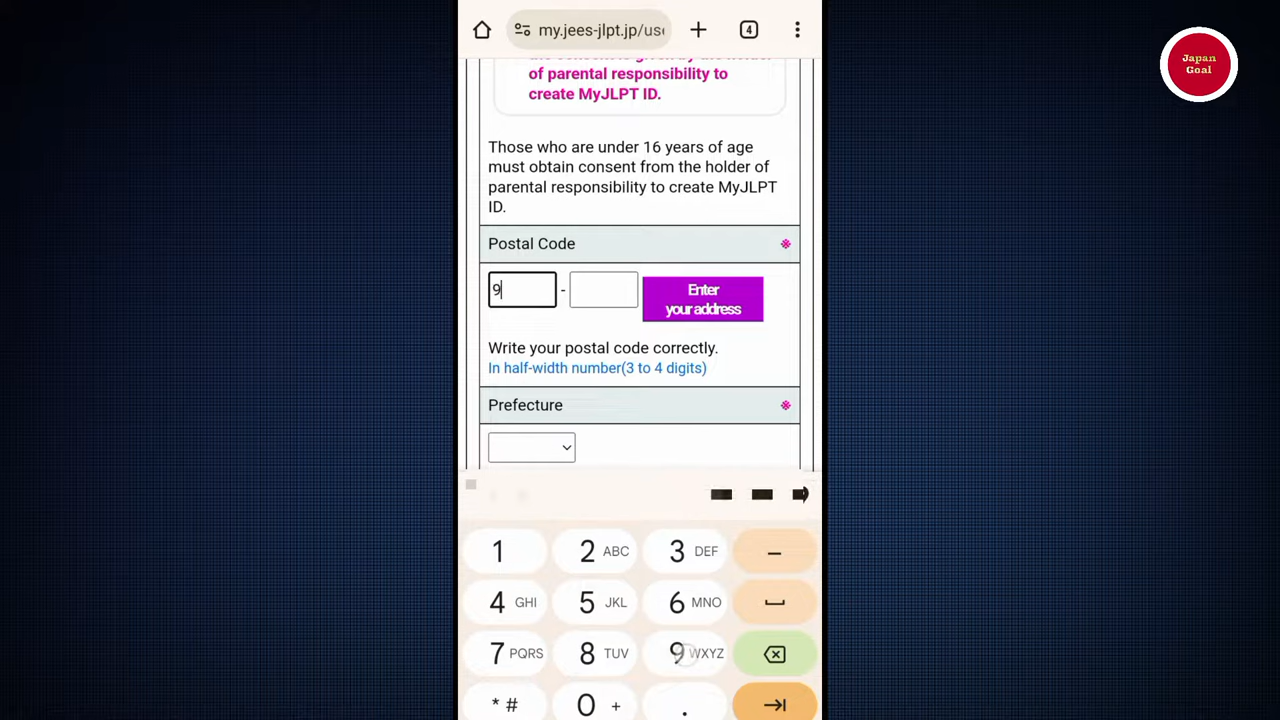 my.jees-jlpt.jp/use
4
Japan
Goal
of parental responsibility to
create MyJLPT ID.
Those who are under 16 years of age
must obtain consent from the holder of
parental responsibility to create MyJLPT
ID.
Postal Code ※
9 - Enter
your address
Write your postal code correctly.
In half-width number(3 to 4 digits)
Prefecture ※
1 2 ABC 3 DEF –
4 GHI 5 JKL 6 MNO
7 PQRS 8 TUV 9 WXYZ
* # 0 + .